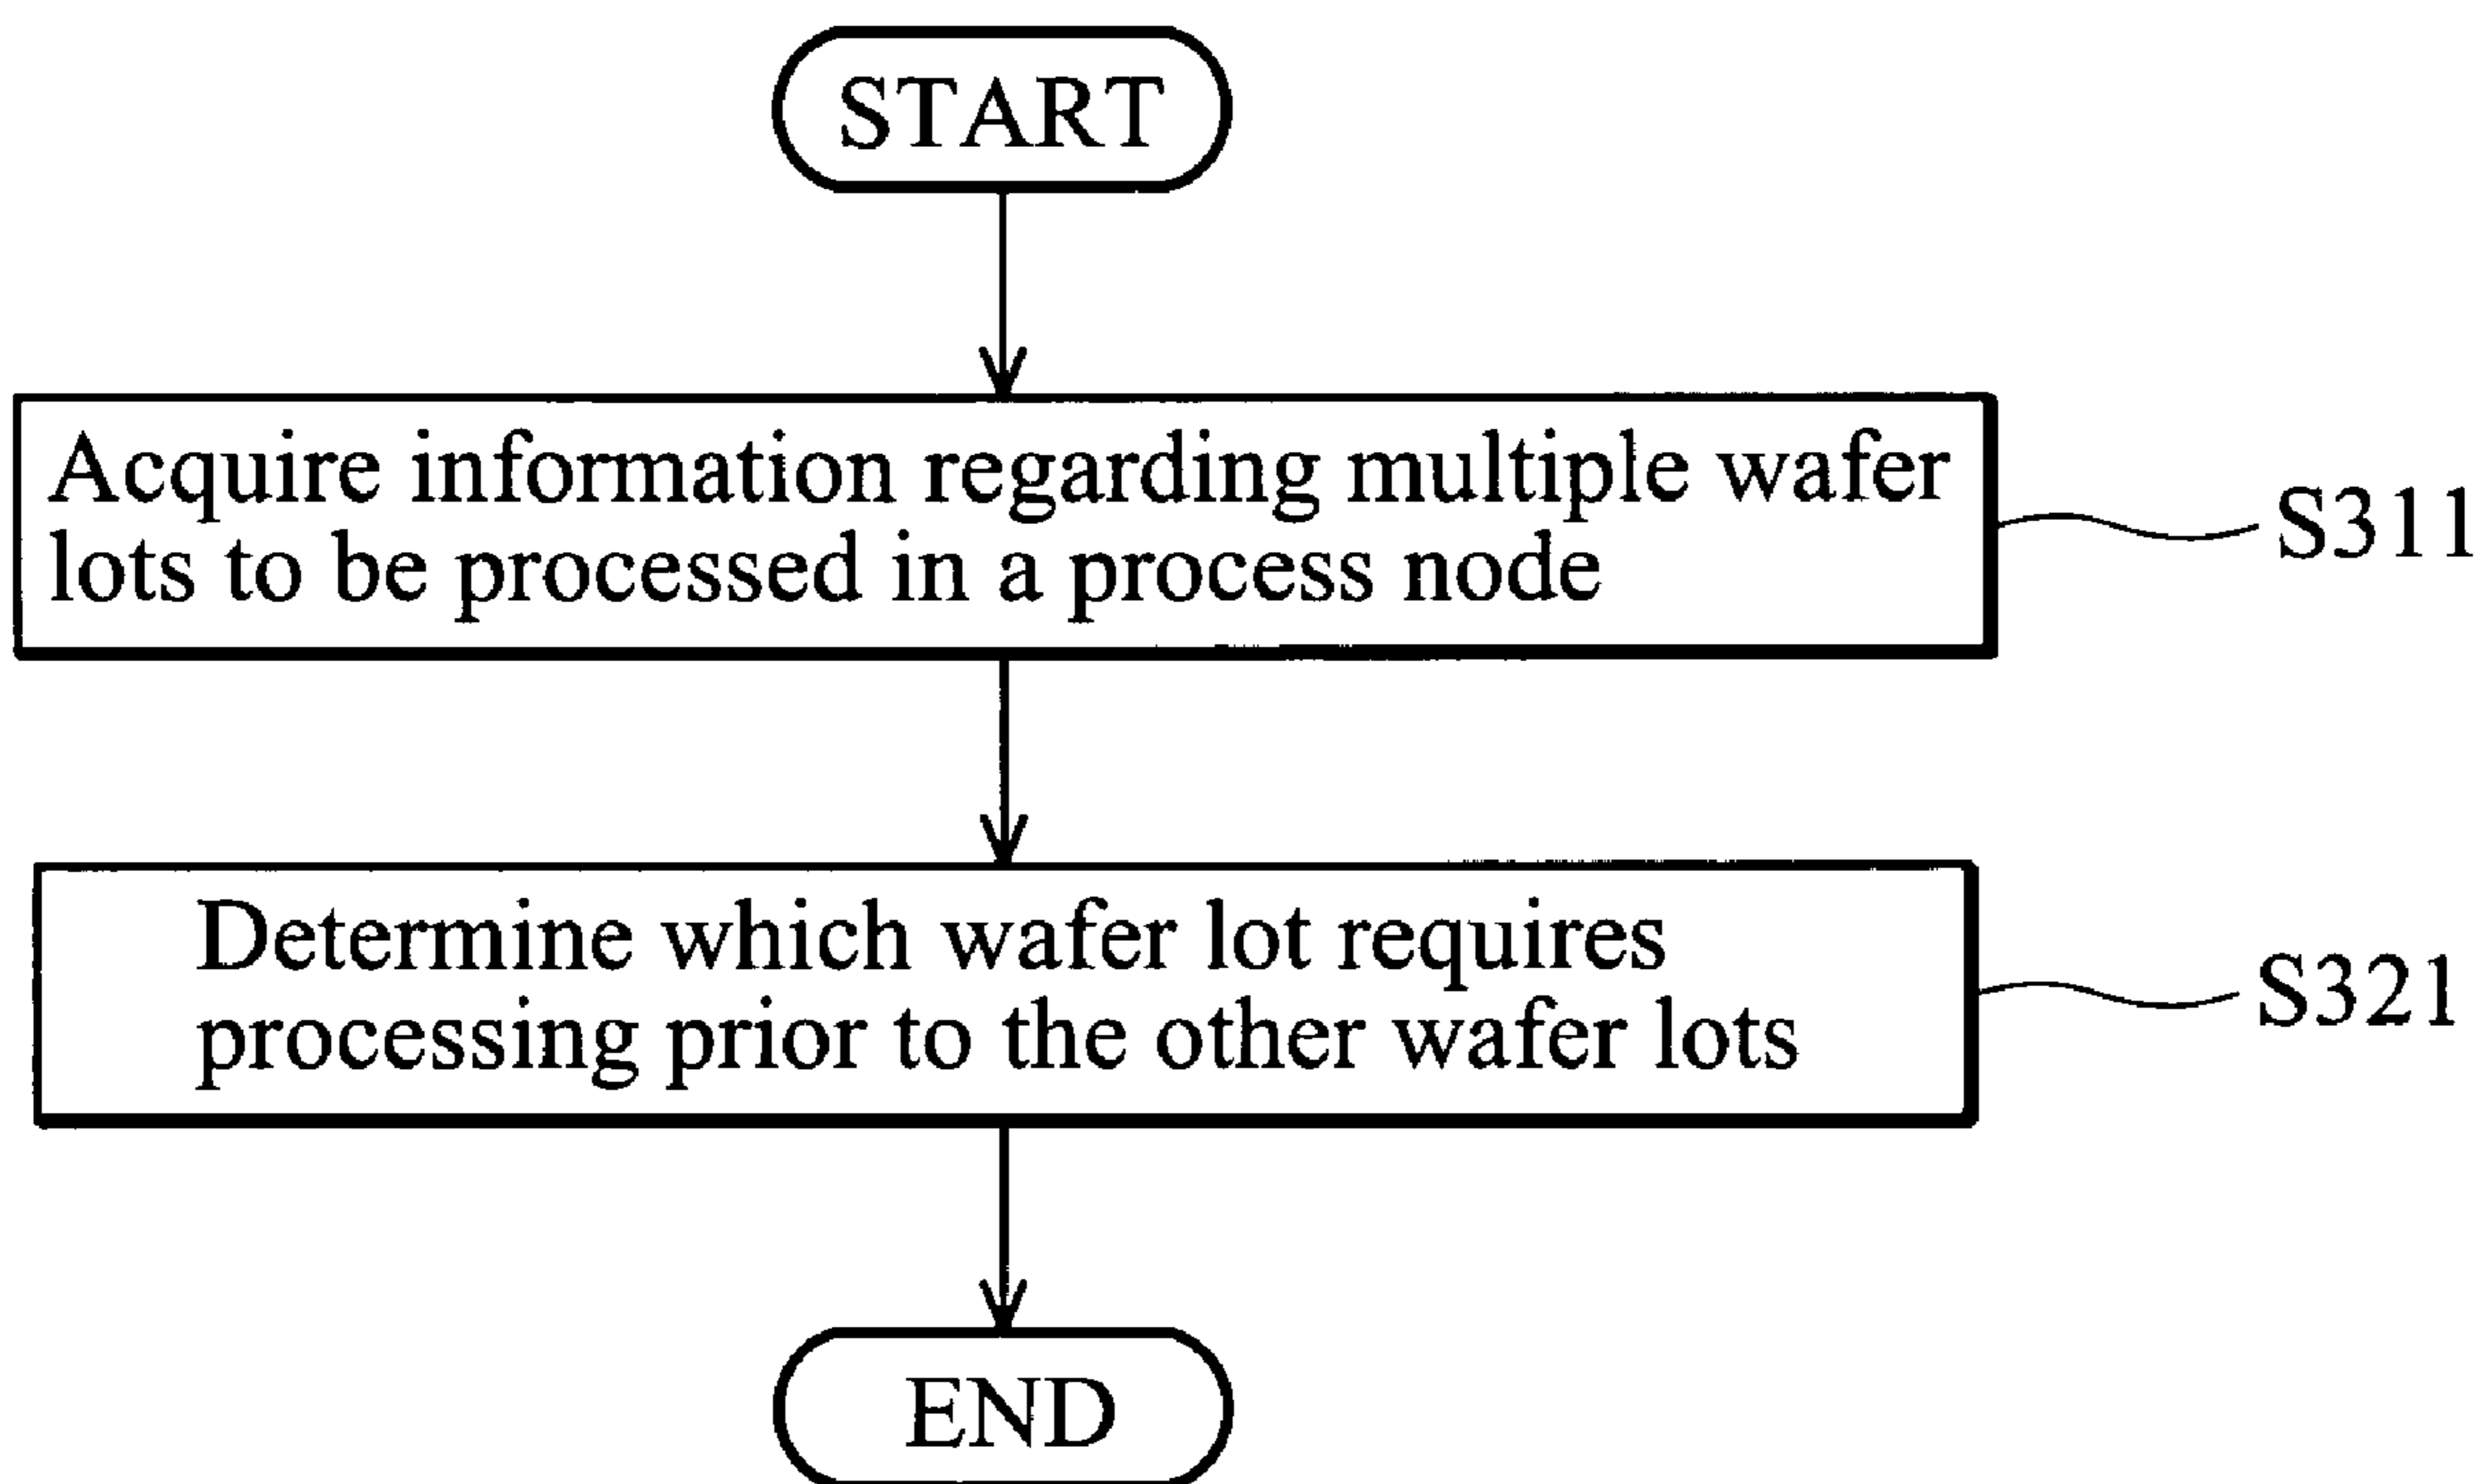 START
Acquire information regarding multiple wafer
lots to be processed in a process node
S311
Determine which wafer lot requires
processing prior to the other wafer lots
S321
END